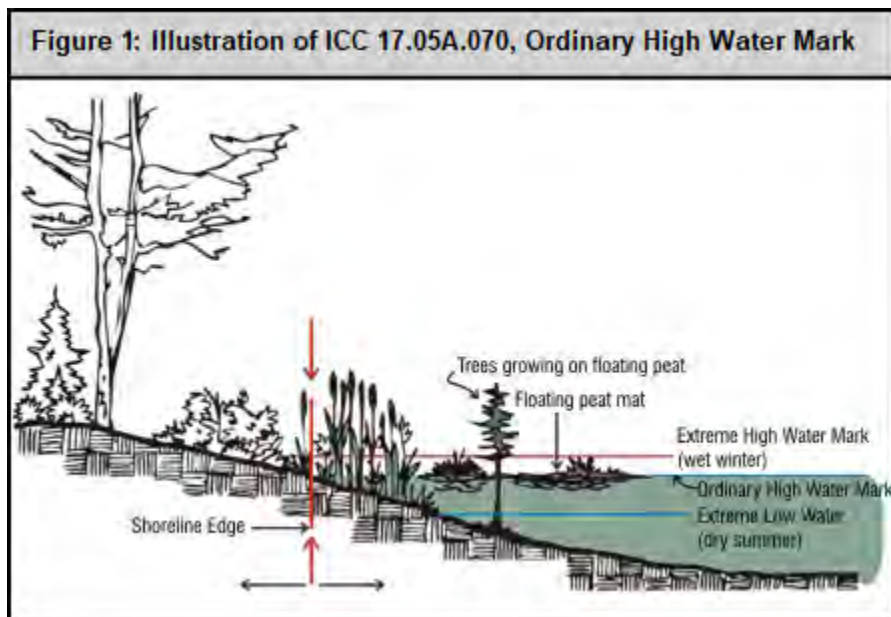 Figure 1: Illustration of ICC 17.05A.070, Ordinary High Water Mark
Trees growing on floating peat
Floating peat mat
Extreme High Water Mark
(wet winter)
Ordinary High Water Mark
Extreme Low Water
(dry summer)
Shoreline Edge